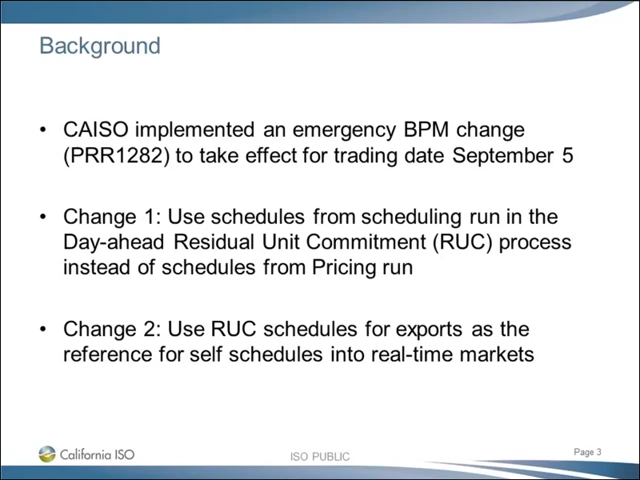 Background
• CAISO implemented an emergency BPM change
(PRR1282) to take effect for trading date September 5
• Change 1: Use schedules from scheduling run in the
Day-ahead Residual Unit Commitment (RUC) process
instead of schedules from Pricing run
• Change 2: Use RUC schedules for exports as the
reference for self schedules into real-time markets
California ISO
ISO PUBLIC
Page 3